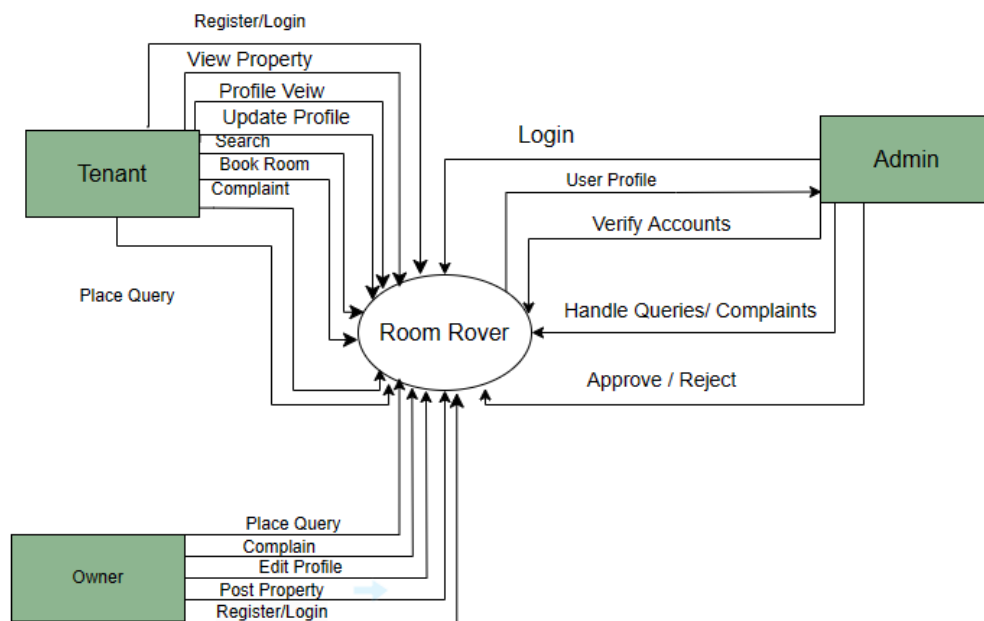 Register/Login
View Property
Profile Veiw
Update Profile
Search
Book Room
Complaint
Tenant
Place Query
Login
Admin
User Profile
Verify Accounts
Handle Queries/ Complaints
Approve / Reject
Room Rover
Place Query
Complain
Edit Profile
Post Property
Register/Login
Owner